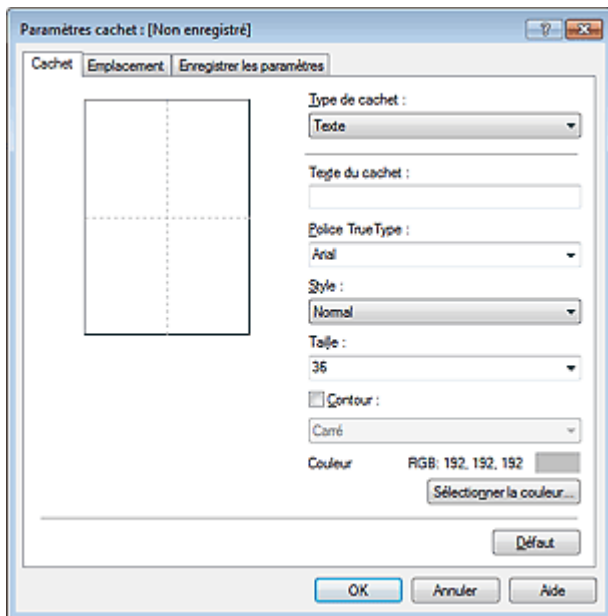 Paramètres cachet : [Non enregistré]
Cachet Emplacement Enregistrer les paramètres
Type de cachet :
Texte
Texte du cachet :
Police TrueType :
Arial
Style :
Normal
Taille :
36
Contour :
Carré
Couleur RGB: 192, 192, 192
Sélectionner la couleur...
Défaut
OK Annuler Aide